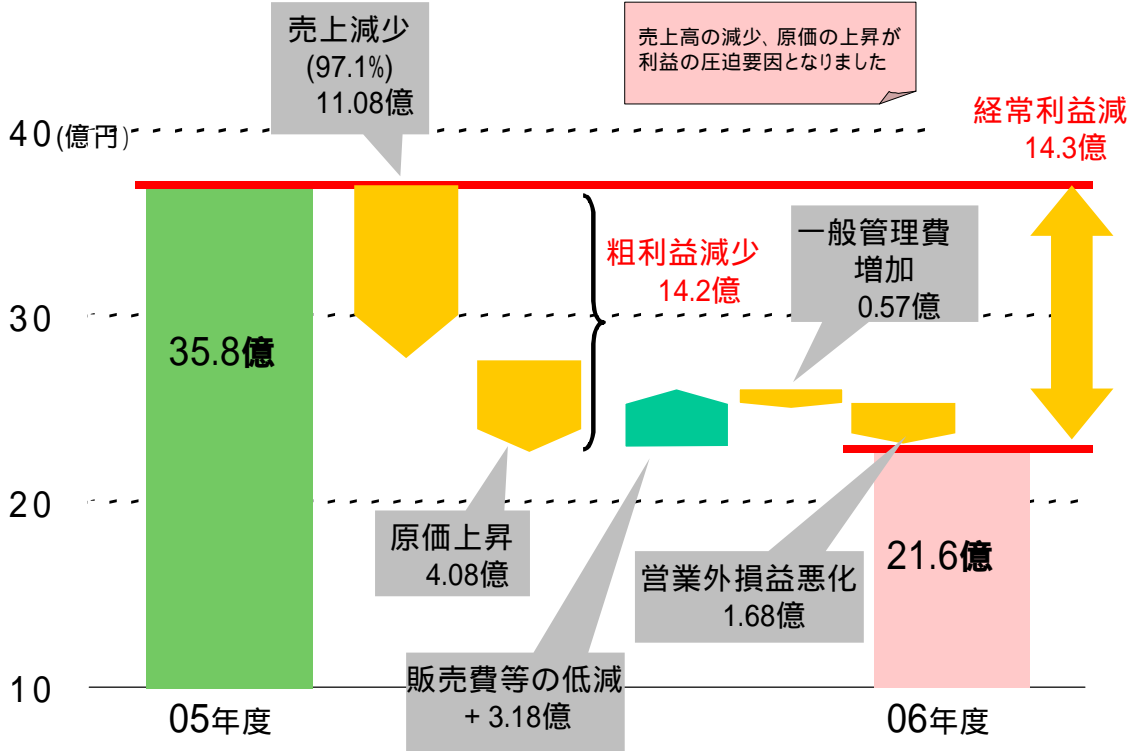 売上減少
(97.1%)
11.08億
売上高の減少、原価の上昇が
利益の圧迫要因となりました
経常利益減
14.3億
40(億円)
30
20
10
35.8億
粗利益減少
14.2億
一般管理費
増加
0.57億
原価上昇
4.08億
販売費等の低減
+ 3.18億
営業外損益悪化
1.68億
21.6億
05年度
06年度